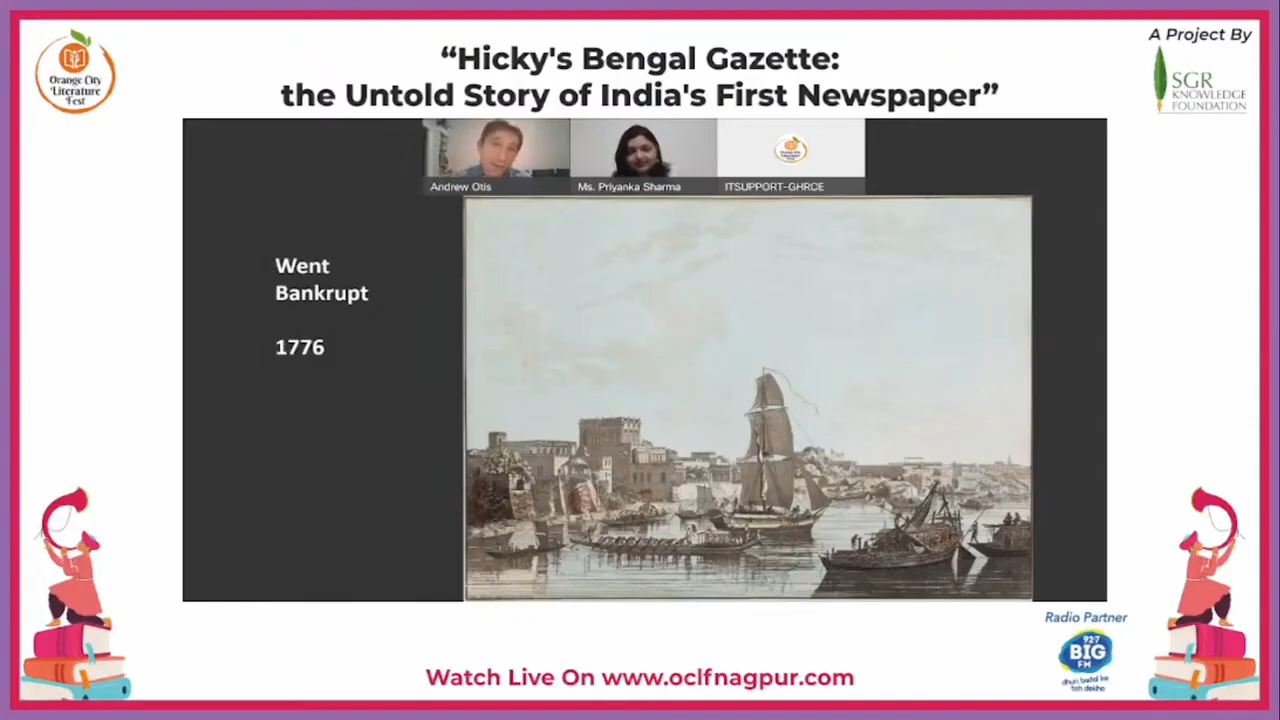 Orange City
Literature
Fest
"Hicky's Bengal Gazette:
the Untold Story of India's First Newspaper"
A Project By
SGR
KNOWLEDGE
FOUNDATION
Andrew Otis
Ms. Priyanka Sharma
ITSUPPORT-GHRCE
Went
Bankrupt
1776
Radio Partner
92.7
BIG
FM
dhun badal ke
toh dekho
Watch Live On www.oclfnagpur.com